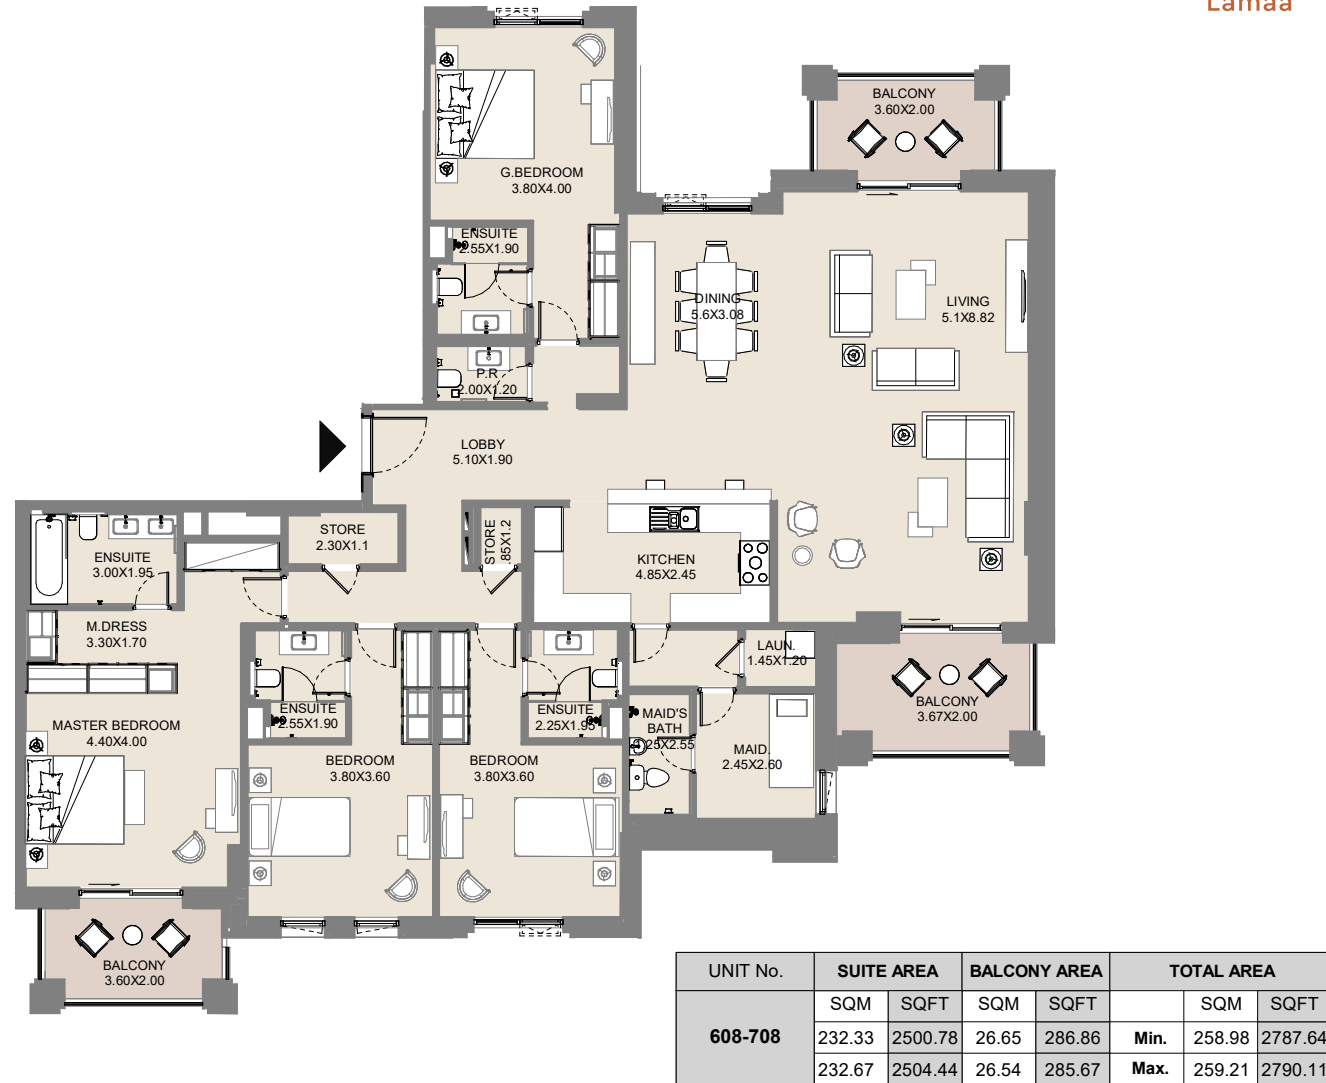 Lamaa
BALCONY
3.60X2.00
G.BEDROOM
3.80X4.00
ENSUITE
2.55X1.90
DINING
5.6X3.08
LIVING
5.1X8.82
P.R
2.00X1.20
LOBBY
5.10X1.90
STORE
2.30X1.1
STORE
.85X1.2
ENSUITE
3.00X1.95
KITCHEN
4.85X2.45
M.DRESS
3.30X1.70
LAUN.
1.45X1.20
MASTER BEDROOM
4.40X4.00
ENSUITE
2.55X1.90
ENSUITE
2.25X1.95
MAID'S
BATH
.25X2.55
BALCONY
3.67X2.00
BEDROOM
3.80X3.60
BEDROOM
3.80X3.60
MAID.
2.45X2.60
BALCONY
3.60X2.00
UNIT No. SUITE AREA BALCONY AREA TOTAL AREA
SQM SQFT SQM SQFT SQM SQFT
608-708 232.33 2500.78 26.65 286.86 Min. 258.98 2787.64
232.67 2504.44 26.54 285.67 Max. 259.21 2790.11